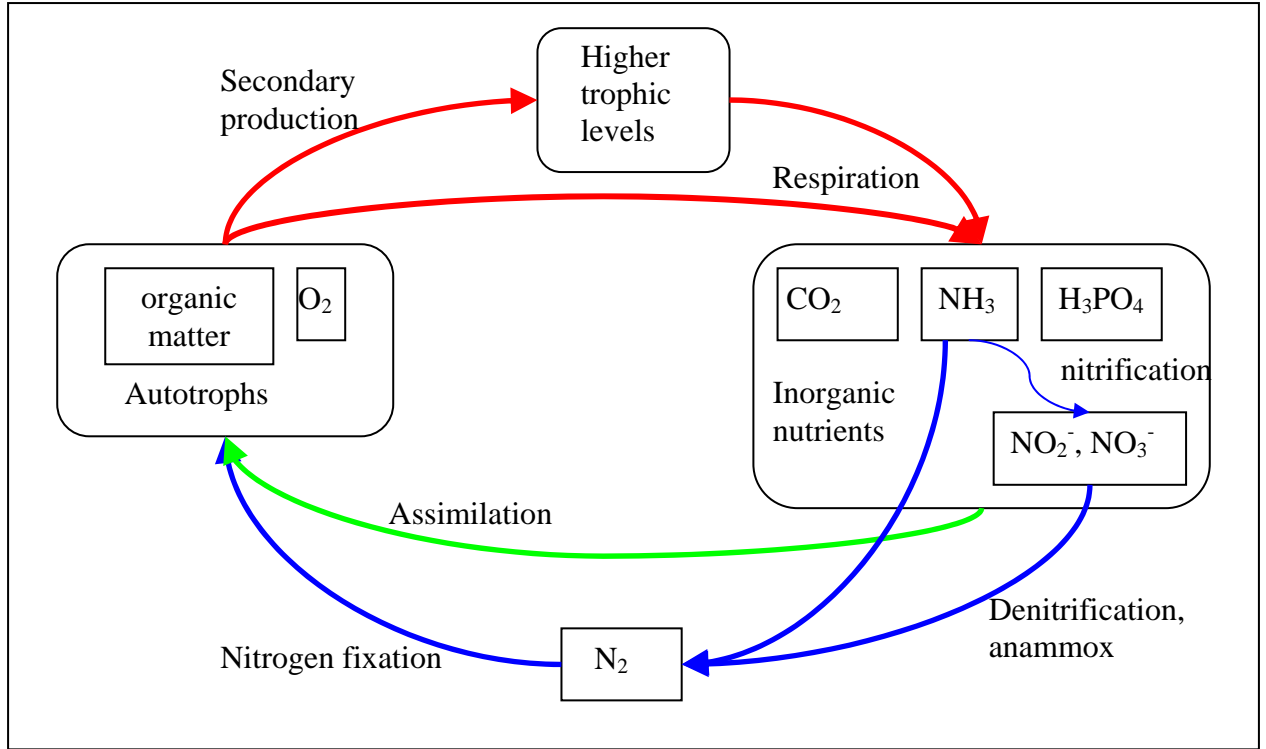 Secondary
production
Higher
trophic
levels
Respiration
organic
matter
O₂
Autotrophs
CO₂
NH₃
H₃PO₄
nitrification
Inorganic
nutrients
NO₂⁻, NO₃⁻
Assimilation
Denitrification,
anammox
Nitrogen fixation
N₂